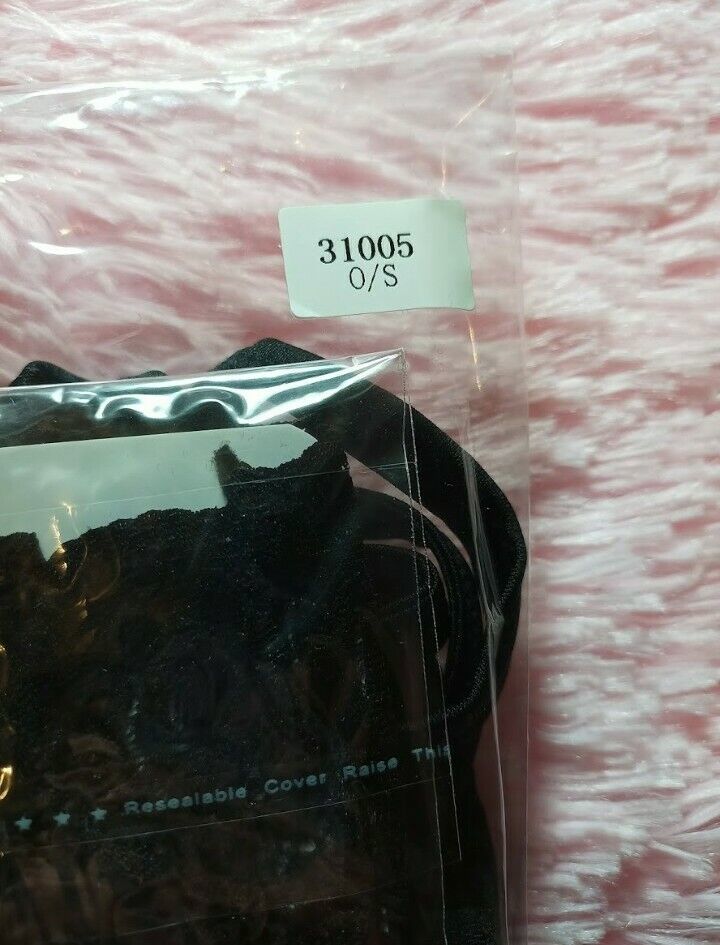 31005
O/S
★ ★ ★ Resealable Cover Raise This